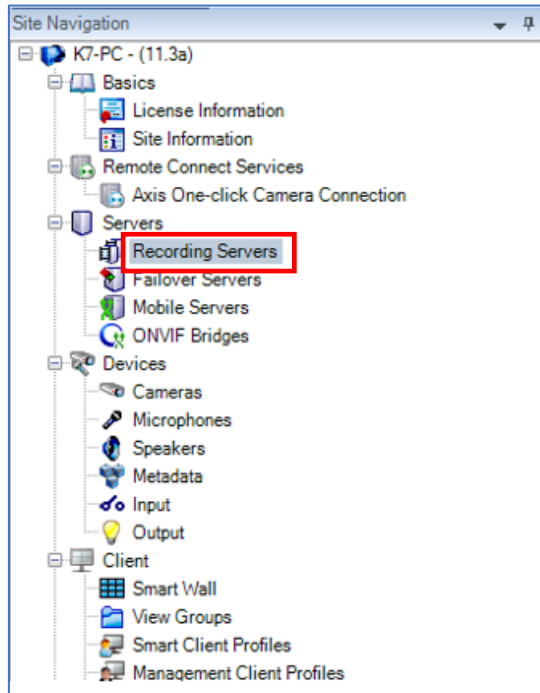 Site Navigation
K7-PC - (11.3a)
Basics
License Information
Site Information
Remote Connect Services
Axis One-click Camera Connection
Servers
Recording Servers
Failover Servers
Mobile Servers
ONVIF Bridges
Devices
Cameras
Microphones
Speakers
Metadata
Input
Output
Client
Smart Wall
View Groups
Smart Client Profiles
Management Client Profiles